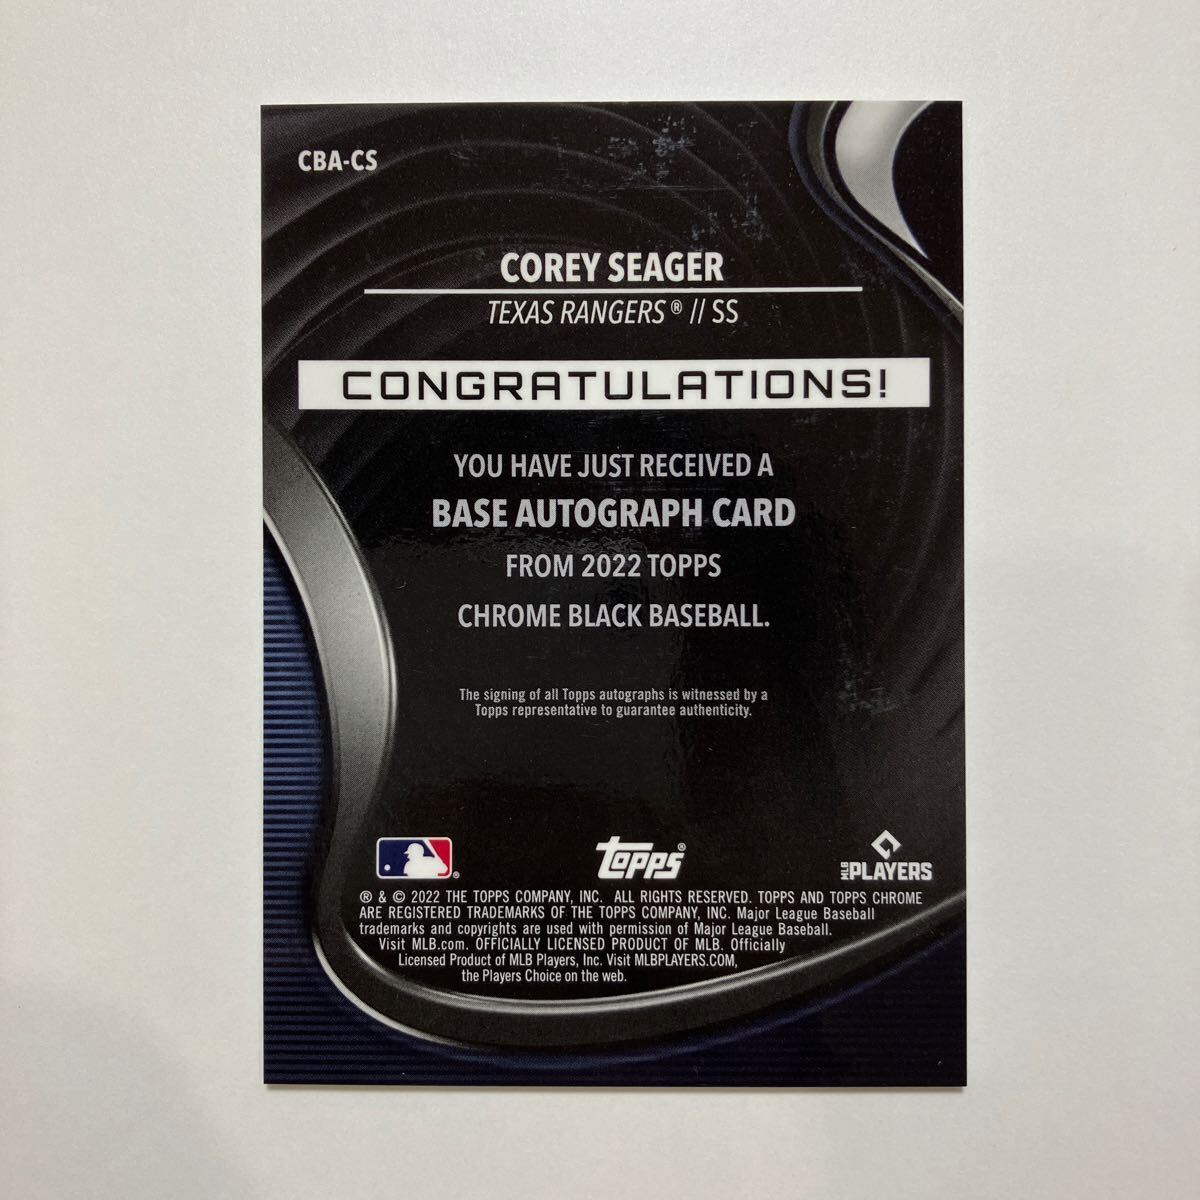 CBA-CS
COREY SEAGER
TEXAS RANGERS® // SS
CONGRATULATIONS!
YOU HAVE JUST RECEIVED A
BASE AUTOGRAPH CARD
FROM 2022 TOPPS
CHROME BLACK BASEBALL.
The signing of all Topps autographs is witnessed by a
Topps representative to guarantee authenticity.
®
topps®
MLB PLAYERS
® & © 2022 THE TOPPS COMPANY, INC. ALL RIGHTS RESERVED. TOPPS AND TOPPS CHROME
ARE REGISTERED TRADEMARKS OF THE TOPPS COMPANY, INC. Major League Baseball
trademarks and copyrights are used with permission of Major League Baseball.
Visit MLB.com. OFFICIALLY LICENSED PRODUCT OF MLB. Officially
Licensed Product of MLB Players, Inc. Visit MLBPLAYERS.COM,
the Players Choice on the web.